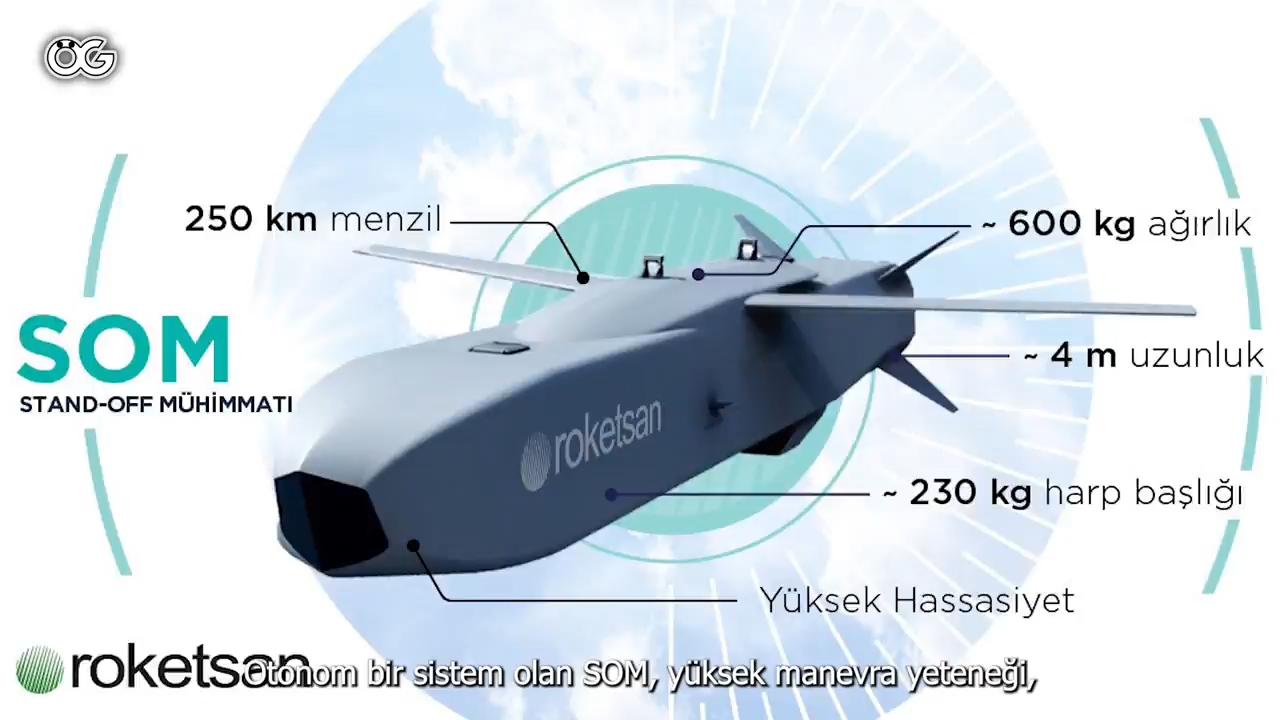 ÖG
250 km menzil
~ 600 kg ağırlık
SOM
STAND-OFF MÜHİMMATI
~ 4 m uzunluk
roketsan
~ 230 kg harp başlığı
Yüksek Hassasiyet
roketsan
Otonom bir sistem olan SOM, yüksek manevra yeteneği,